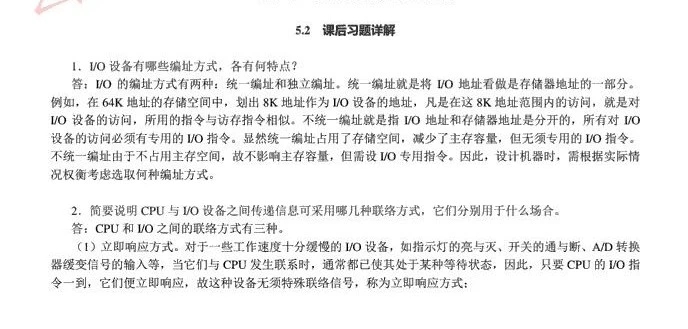 5.2 课后习题详解
1．I/O 设备有哪些编址方式，各有何特点？
答：I/O 的编址方式有两种：统一编址和独立编址。统一编址就是将 I/O 地址看做是存储器地址的一部分。
例如，在 64K 地址的存储空间中，划出 8K 地址作为 I/O 设备的地址，凡是在这 8K 地址范围内的访问，就是对
I/O 设备的访问，所用的指令与访存指令相似。不统一编址就是指 I/O 地址和存储器地址是分开的，所有对 I/O
设备的访问必须有专用的 I/O 指令。显然统一编址占用了存储空间，减少了主存容量，但无须专用的 I/O 指令。
不统一编址由于不占用主存空间，故不影响主存容量，但需设 I/O 专用指令。因此，设计机器时，需根据实际情
况权衡考虑选取何种编址方式。
2．简要说明 CPU 与 I/O 设备之间传递信息可采用哪几种联络方式，它们分别用于什么场合。
答：CPU 和 I/O 之间的联络方式有三种。
（1）立即响应方式。对于一些工作速度十分缓慢的 I/O 设备，如指示灯的亮与灭、开关的通与断、A/D 转换
器缓变信号的输入等，当它们与 CPU 发生联系时，通常都已使其处于某种等待状态，因此，只要 CPU 的 I/O 指
令一到，它们便立即响应，故这种设备无须特殊联络信号，称为立即响应方式；